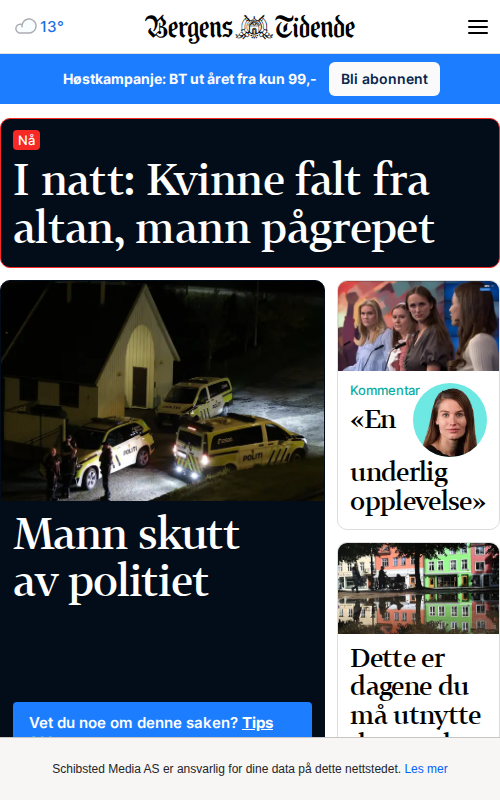 13°
Bergens Tidende
Høstkampanje: BT ut året fra kun 99,-
Bli abonnent
Nå
I natt: Kvinne falt fra
altan, mann pågrepet
POLITI
POLITI
Mann skutt
av politiet
Vet du noe om denne saken? Tips
Kommentar
«En
underlig
opplevelse»
Dette er
dagene du
må utnytte
Schibsted Media AS er ansvarlig for dine data på dette nettstedet. Les mer